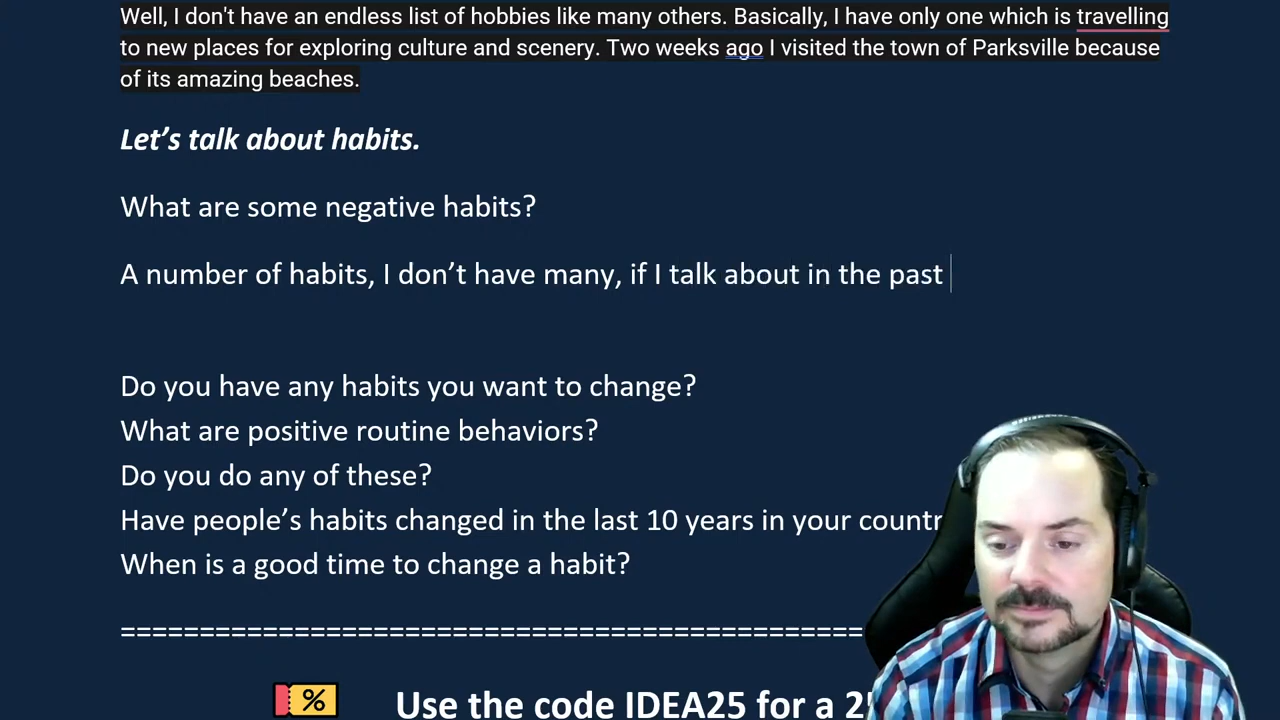 Well, I don't have an endless list of hobbies like many others. Basically, I have only one which is travelling
to new places for exploring culture and scenery. Two weeks ago I visited the town of Parksville because
of its amazing beaches.
Let's talk about habits.
What are some negative habits?
A number of habits, I don't have many, if I talk about in the past
Do you have any habits you want to change?
What are positive routine behaviors?
Do you do any of these?
Have people's habits changed in the last 10 years in your
When is a good time to change a habit?
===============================================
%
Use the code IDEA25 for a